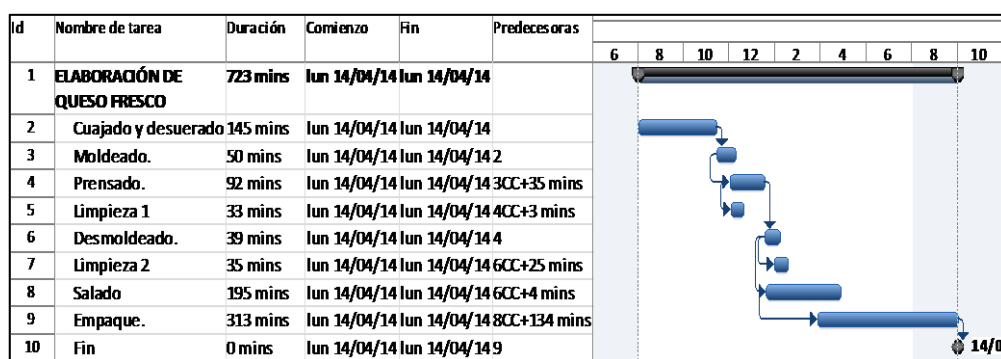 Id Nombre de tarea Duración Comienzo Fin Predecesoras
6 8 10 12 2 4 6 8 10
1 ELABORACIÓN DE QUESO FRESCO 723 mins lun 14/04/14 lun 14/04/14
2 Cuajado y desuerado 145 mins lun 14/04/14 lun 14/04/14
3 Moldeado. 50 mins lun 14/04/14 lun 14/04/14 2
4 Prensado. 92 mins lun 14/04/14 lun 14/04/14 3CC+35 mins
5 Limpieza 1 33 mins lun 14/04/14 lun 14/04/14 4CC+3 mins
6 Desmoldeado. 39 mins lun 14/04/14 lun 14/04/14 4
7 Limpieza 2 35 mins lun 14/04/14 lun 14/04/14 6CC+25 mins
8 Salado 195 mins lun 14/04/14 lun 14/04/14 6CC+4 mins
9 Empaque. 313 mins lun 14/04/14 lun 14/04/14 8CC+134 mins
10 Fin 0 mins lun 14/04/14 lun 14/04/14 9 14/0